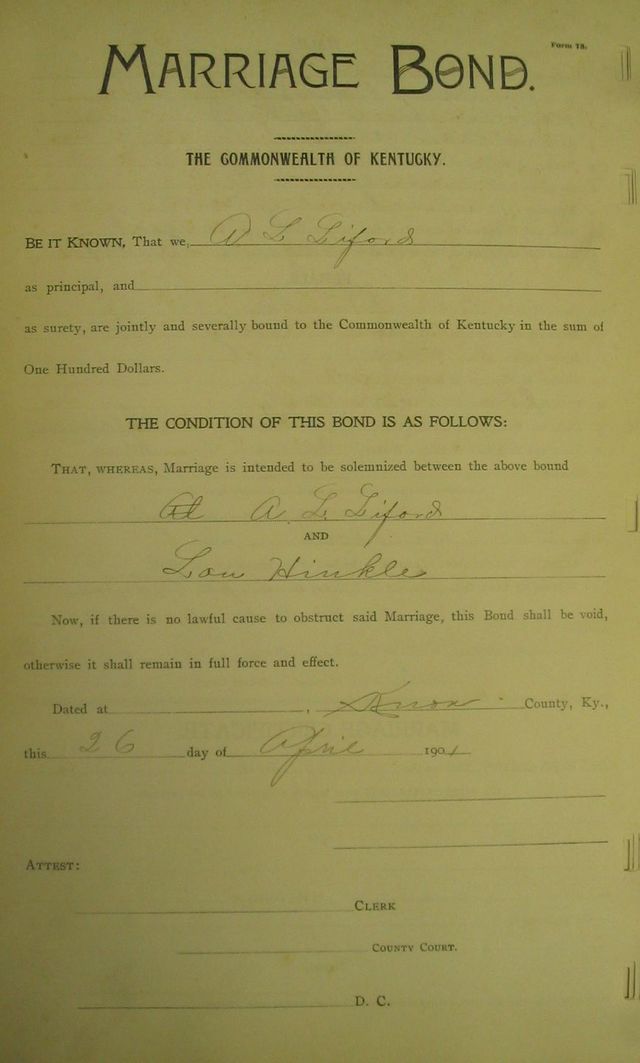 Form 78.
MARRIAGE BOND.
THE COMMONWEALTH OF KENTUCKY.
BE IT KNOWN, That we, A L Liford
as principal, and
as surety, are jointly and severally bound to the Commonwealth of Kentucky in the sum of
One Hundred Dollars.
THE CONDITION OF THIS BOND IS AS FOLLOWS:
THAT, WHEREAS, Marriage is intended to be solemnized between the above bound
A. L. Liford
AND
Lou Hinkle
Now, if there is no lawful cause to obstruct said Marriage, this Bond shall be void,
otherwise it shall remain in full force and effect.
Dated at , Knox County, Ky.,
this 26 day of April 1901
ATTEST:
CLERK
COUNTY COURT.
D. C.